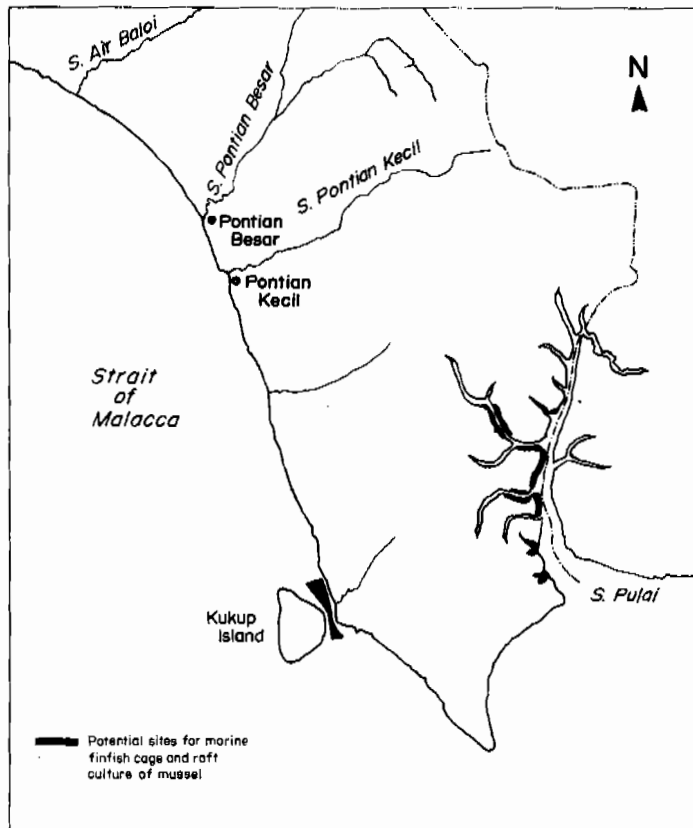 S. Air Baloi
S. Pontian Besar
N
S. Pontian Kecil
Pontian
Besar
Pontian
Kecil
Strait
of
Malacca
S. Pulai
Kukup
Island
Potential sites for marine
finfish cage and raft
culture of mussel